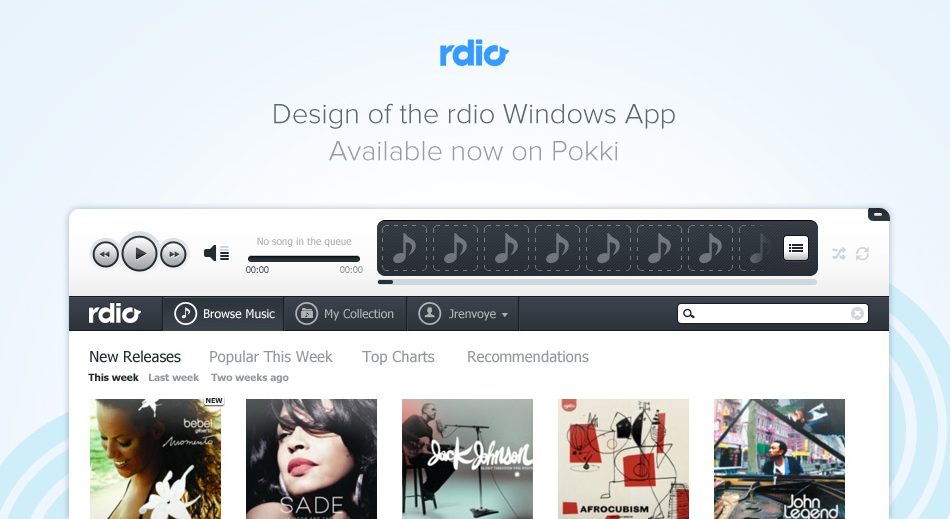 rdio
Design of the rdio Windows App
Available now on Pokki
No song in the queue
00:00 00:00
rdio Browse Music My Collection Jrenvoye
New Releases Popular This Week Top Charts Recommendations
This week Last week Two weeks ago
NEW
bebel
gilberto
Momento
Jack Johnson
SADE
AFROCUBISM
John
Legend